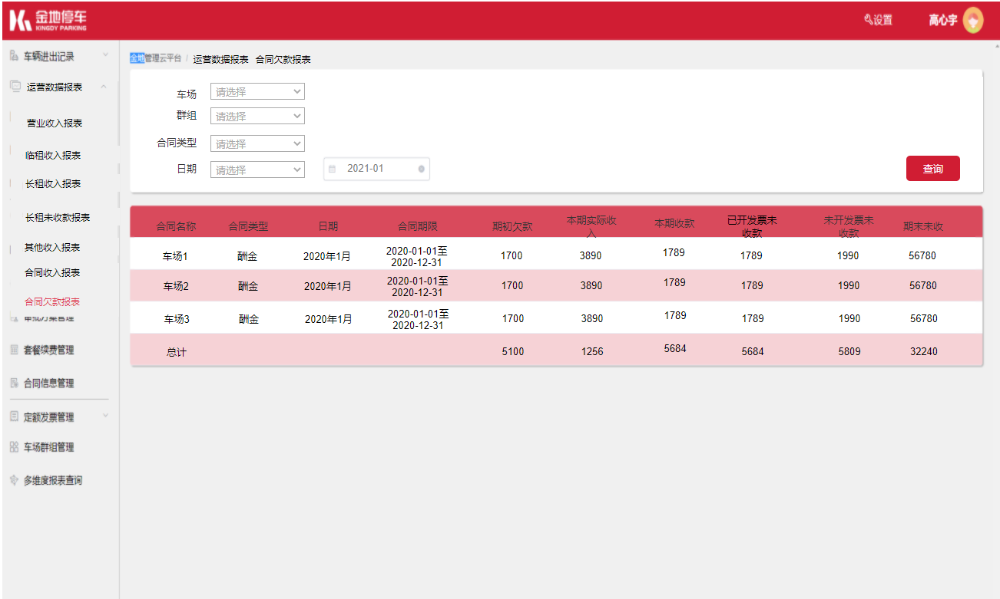 金地停车
KINGDY PARKING
设置
高心宇
车辆进出记录
运营数据报表
营业收入报表
临租收入报表
长租收入报表
长租未收款报表
其他收入报表
合同收入报表
合同欠款报表
套餐续费管理
合同信息管理
定额发票管理
车场群组管理
多维度报表查询
金地管理云平台 / 运营数据报表 合同欠款报表
车场 请选择
群组 请选择
合同类型 请选择
日期 请选择 2021-01
查询
合同名称 合同类型 日期 合同期限 期初欠款 本期实际收入 本期收款 已开发票未收款 未开发票未收款 期末未收
车场1 酬金 2020年1月 2020-01-01至2020-12-31 1700 3890 1789 1789 1990 56780
车场2 酬金 2020年1月 2020-01-01至2020-12-31 1700 3890 1789 1789 1990 56780
车场3 酬金 2020年1月 2020-01-01至2020-12-31 1700 3890 1789 1789 1990 56780
总计 5100 1256 5684 5684 5809 32240